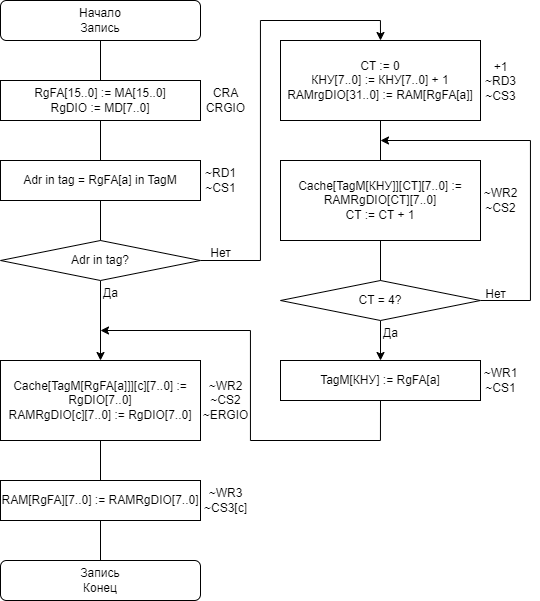 Начало
Запись
RgFA[15..0] := MA[15..0]
RgDIO := MD[7..0]
CRA
CRGIO
Adr in tag = RgFA[a] in TagM
~RD1
~CS1
Adr in tag?
Нет
Да
Cache[TagM[RgFA[a]]][c][7..0] :=
RgDIO[7..0]
RAMRgDIO[c][7..0] := RgDIO[7..0]
~WR2
~CS2
~ERGIO
RAM[RgFA][7..0] := RAMRgDIO[7..0]
~WR3
~CS3[c]
Запись
Конец
CT := 0
КНУ[7..0] := КНУ[7..0] + 1
RAMrgDIO[31..0] := RAM[RgFA[a]]
+1
~RD3
~CS3
Cache[TagM[КНУ]][CT][7..0] :=
RAMRgDIO[CT][7..0]
CT := CT + 1
~WR2
~CS2
CT = 4?
Нет
Да
TagM[КНУ] := RgFA[a]
~WR1
~CS1